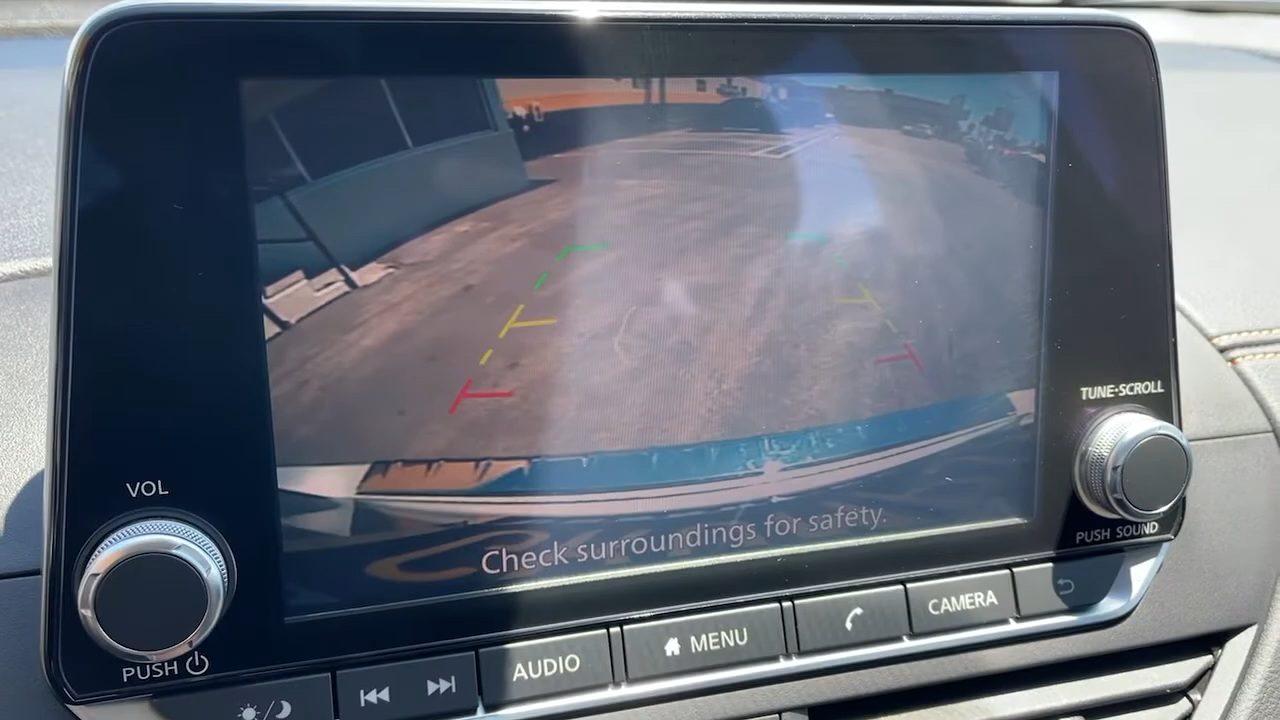 TUNE·SCROLL
VOL
PUSH SOUND
Check surroundings for safety.
PUSH
AUDIO
MENU
CAMERA